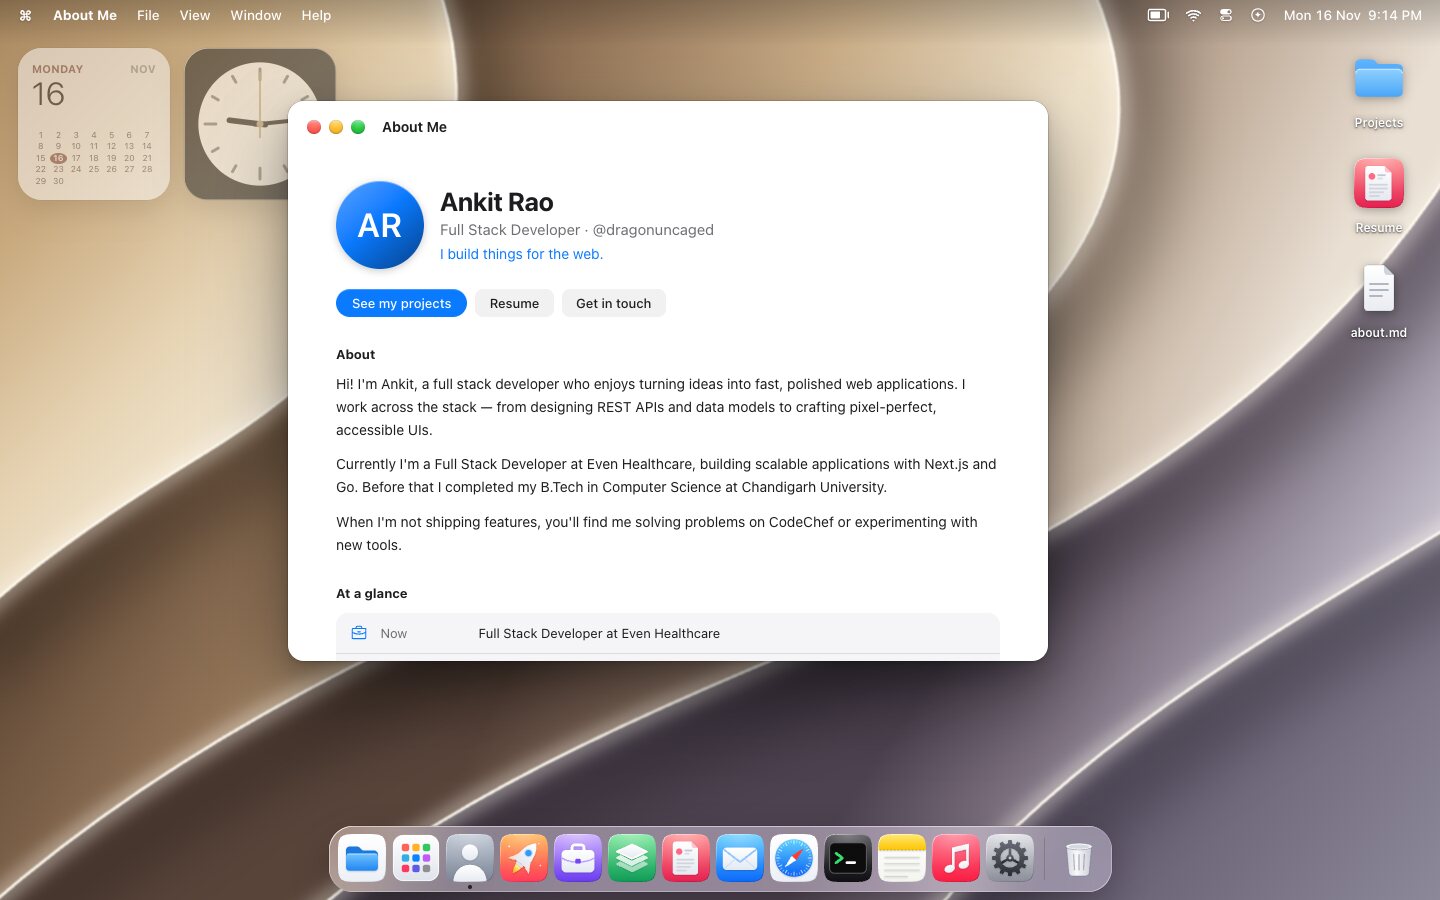 ⌘ About Me File View Window Help
Mon 16 Nov 9:14 PM
MONDAY NOV
16
1 2 3 4 5 6 7
8 9 10 11 12 13 14
15 16 17 18 19 20 21
22 23 24 25 26 27 28
29 30
About Me
AR
Ankit Rao
Full Stack Developer · @dragonuncaged
I build things for the web.
See my projects Resume Get in touch
About
Hi! I'm Ankit, a full stack developer who enjoys turning ideas into fast, polished web applications. I
work across the stack — from designing REST APIs and data models to crafting pixel-perfect,
accessible UIs.
Currently I'm a Full Stack Developer at Even Healthcare, building scalable applications with Next.js and
Go. Before that I completed my B.Tech in Computer Science at Chandigarh University.
When I'm not shipping features, you'll find me solving problems on CodeChef or experimenting with
new tools.
At a glance
Now Full Stack Developer at Even Healthcare
Projects
Resume
about.md